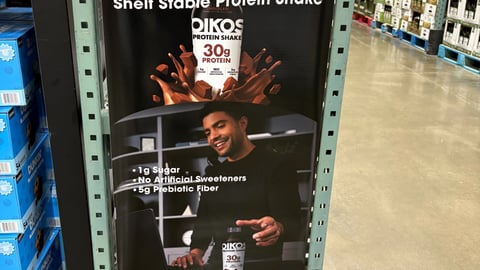 Shelf Stable Protein Shake
OIKOS
PROTEIN SHAKE
30g
PROTEIN
• 1g Sugar
• No Artificial Sweeteners
• 5g Prebiotic Fiber
OIKOS
30g